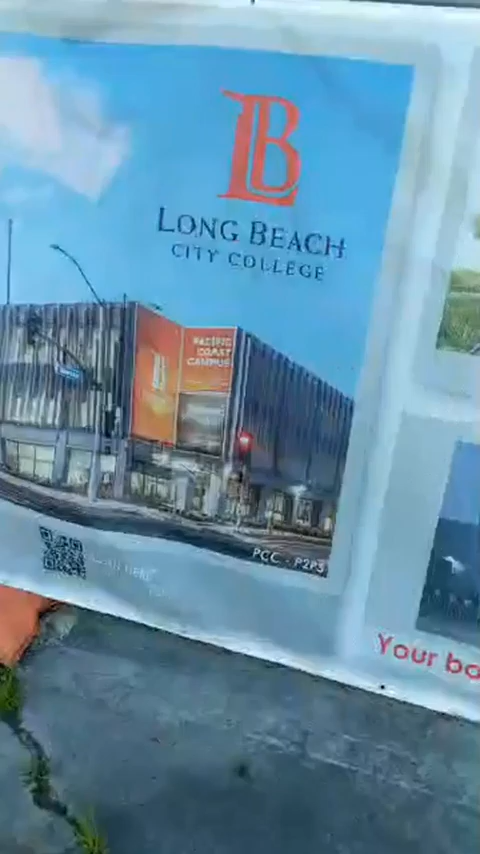 LB
LONG BEACH
CITY COLLEGE
PACIFIC
COAST
CAMPUS
PCC - P2P3
Your bo